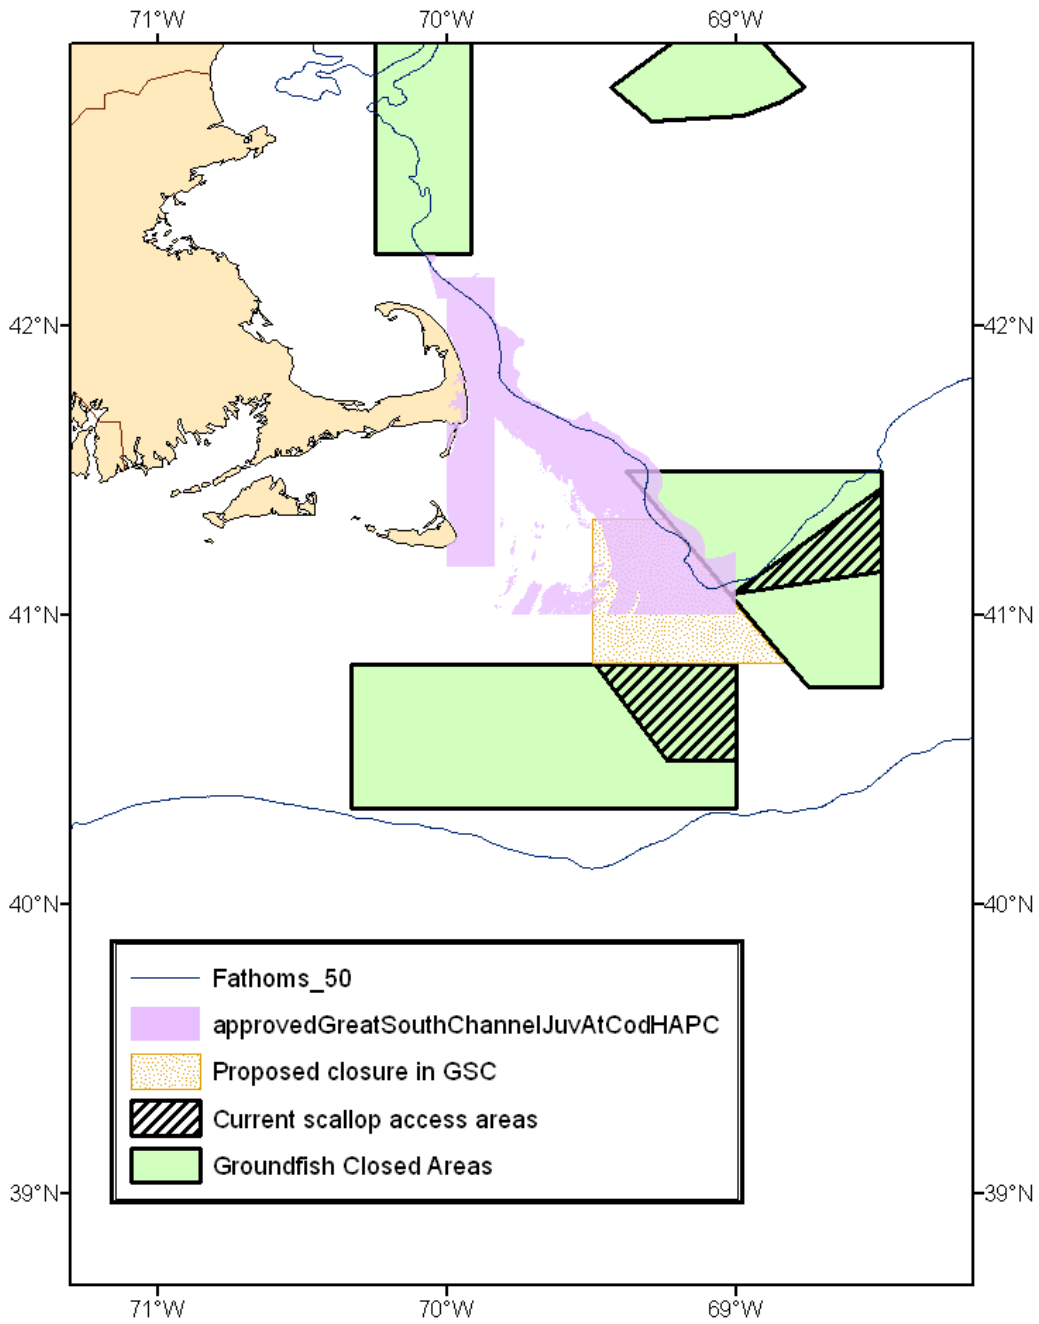 71°W 70°W 69°W
42°N 42°N
41°N 41°N
40°N 40°N
Fathoms_50
approvedGreatSouthChannelJuvAtCodHAPC
Proposed closure in GSC
Current scallop access areas
Groundfish Closed Areas
39°N 39°N
71°W 70°W 69°W